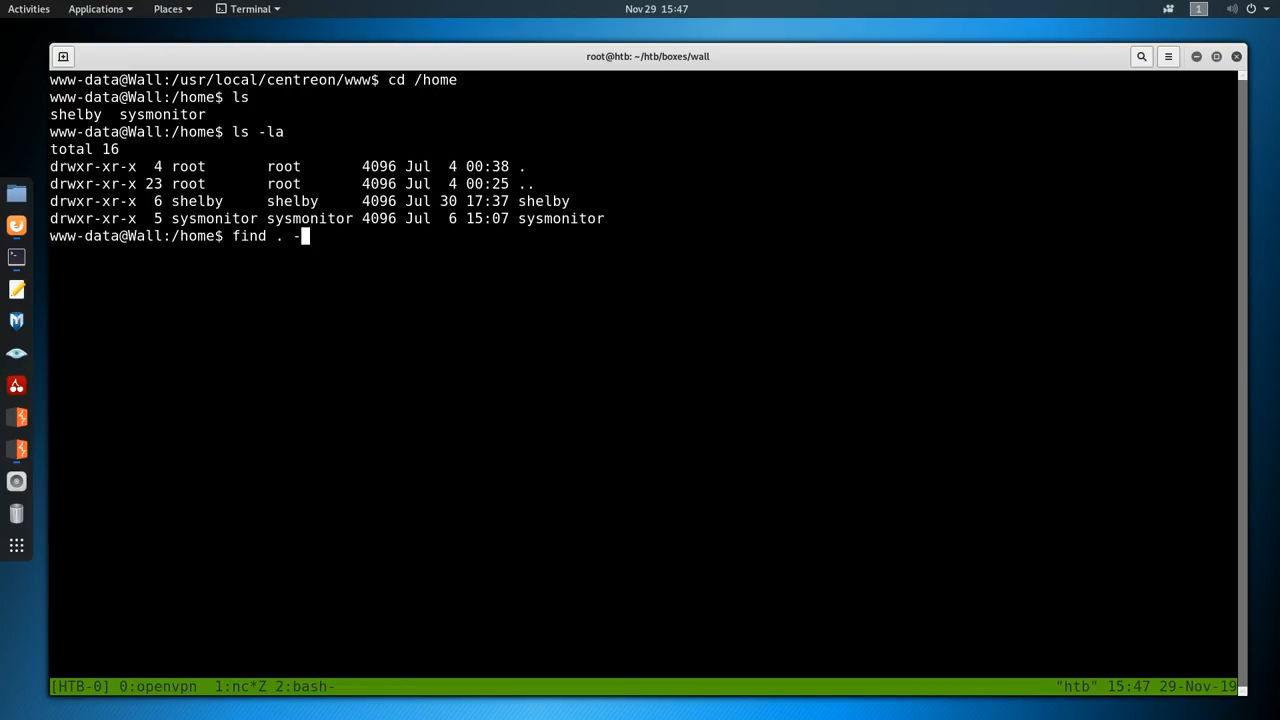 Activities Applications Places Terminal Nov 29 15:47 1
root@htb: ~/htb/boxes/wall
www-data@Wall:/usr/local/centreon/www$ cd /home
www-data@Wall:/home$ ls
shelby  sysmonitor
www-data@Wall:/home$ ls -la
total 16
drwxr-xr-x  4 root       root       4096 Jul  4 00:38 .
drwxr-xr-x 23 root       root       4096 Jul  4 00:25 ..
drwxr-xr-x  6 shelby     shelby     4096 Jul 30 17:37 shelby
drwxr-xr-x  5 sysmonitor sysmonitor 4096 Jul  6 15:07 sysmonitor
www-data@Wall:/home$ find . -
[HTB-0] 0:openvpn  1:nc*Z 2:bash- "htb" 15:47 29-Nov-19